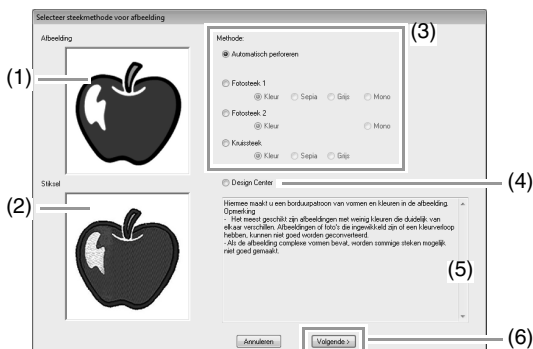 Selecteer steekmethode voor afbeelding
Afbeelding
Methode:
(3)
Automatisch perforeren
(1)
Fotosteek 1
Kleur Sepia Grijs Mono
Fotosteek 2
Kleur Mono
Kruissteek
Kleur Sepia Grijs
Stiksel
Design Center
(4)
(2)
Hiermee maakt u een borduurpatroon van vormen en kleuren in de afbeelding.
Opmerking
- Het meest geschikt zijn afbeeldingen met weinig kleuren die duidelijk van
elkaar verschillen. Afbeeldingen of foto's die ingewikkeld zijn of een kleurverloop
hebben, kunnen niet goed worden geconverteerd.
- Als de afbeelding complexe vormen bevat, worden sommige steken mogelijk
niet goed gemaakt.
(5)
Annuleren
Volgende >
(6)